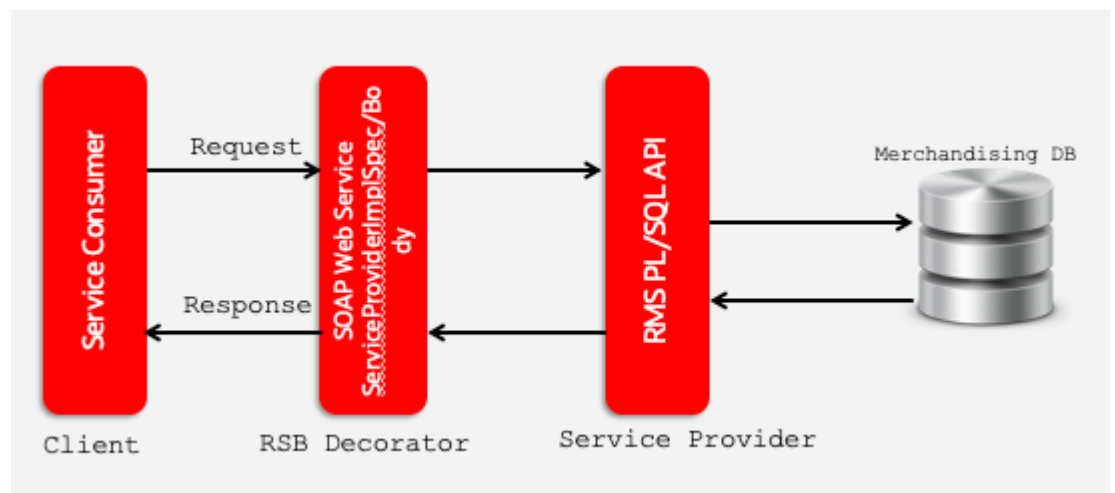 Service Consumer
Request
Response
SOAP Web Service
ServiceProviderImplSpec/Bo
dy
RMS PL/SQL API
Merchandising DB
Client
RSB Decorator
Service Provider